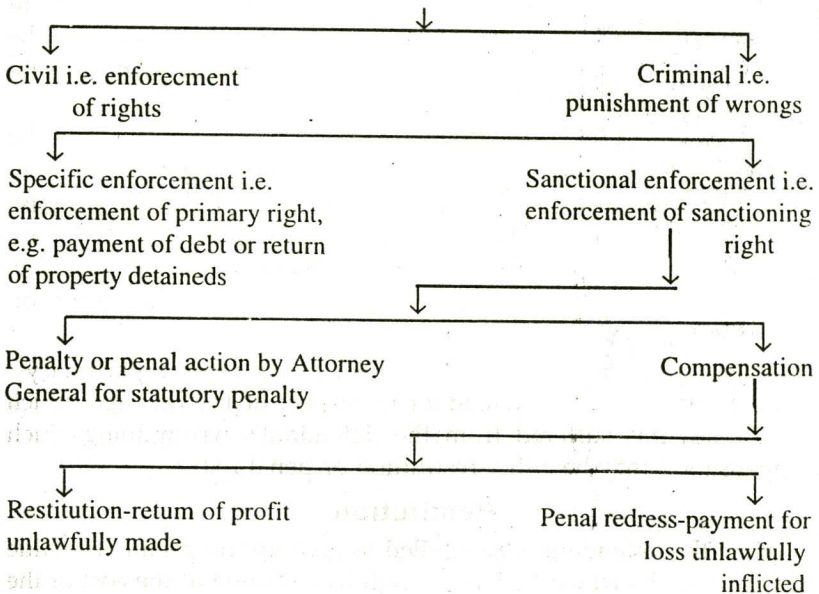 Civil i.e. enforecment
of rights
Criminal i.e.
punishment of wrongs
Specific enforcement i.e.
enforcement of primary right,
e.g. payment of debt or return
of property detaineds
Sanctional enforcement i.e.
enforcement of sanctioning
right
Penalty or penal action by Attorney
General for statutory penalty
Compensation
Restitution-retum of profit
unlawfully made
Penal redress-payment for
loss unlawfully
inflicted